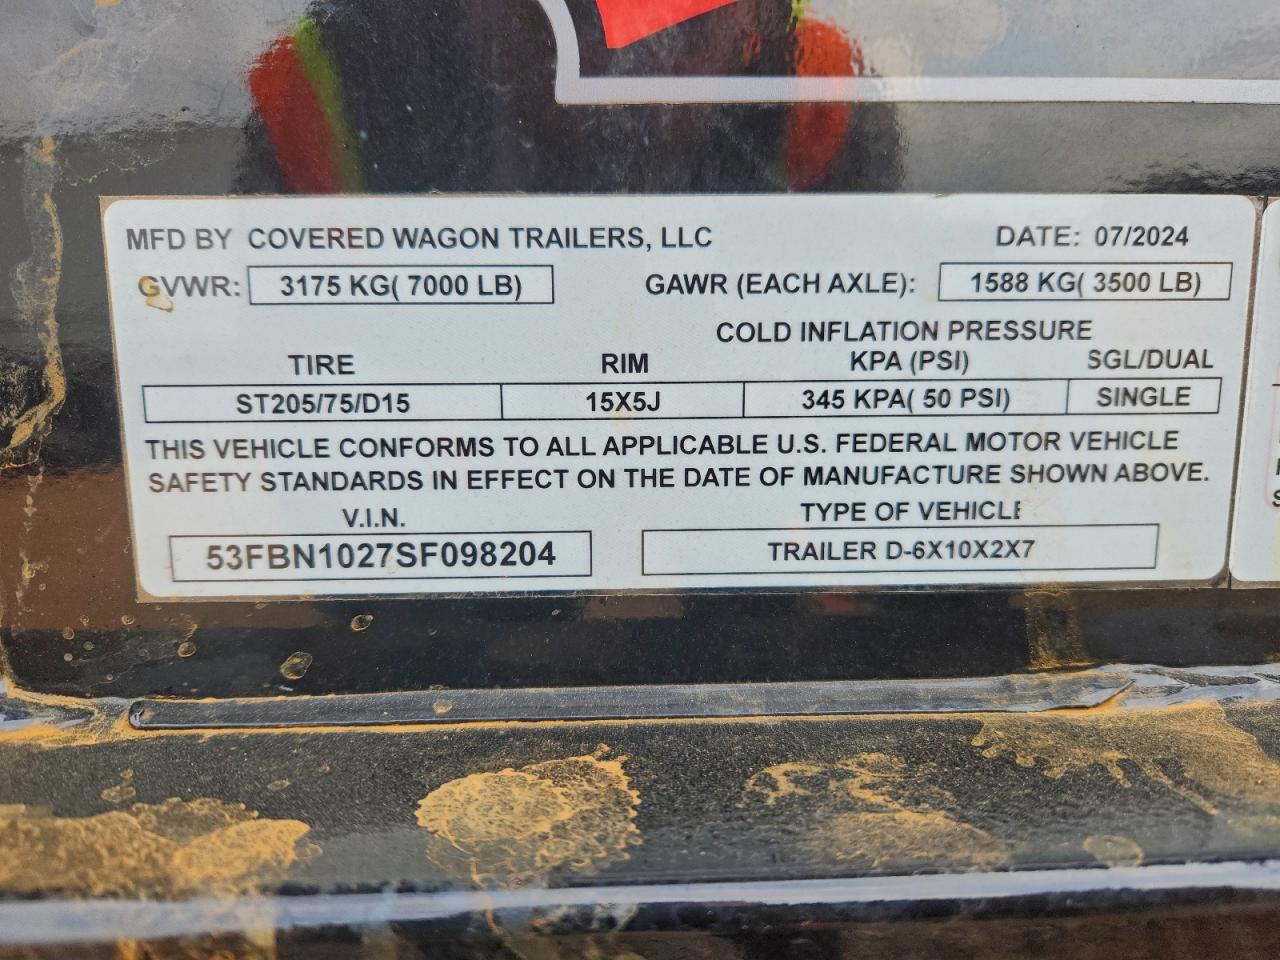 MFD BY COVERED WAGON TRAILERS, LLC DATE: 07/2024
GVWR: 3175 KG( 7000 LB) GAWR (EACH AXLE): 1588 KG( 3500 LB)
COLD INFLATION PRESSURE
TIRE RIM KPA (PSI) SGL/DUAL
ST205/75/D15 15X5J 345 KPA( 50 PSI) SINGLE
THIS VEHICLE CONFORMS TO ALL APPLICABLE U.S. FEDERAL MOTOR VEHICLE
SAFETY STANDARDS IN EFFECT ON THE DATE OF MANUFACTURE SHOWN ABOVE.
V.I.N. TYPE OF VEHICLE
53FBN1027SF098204 TRAILER D-6X10X2X7